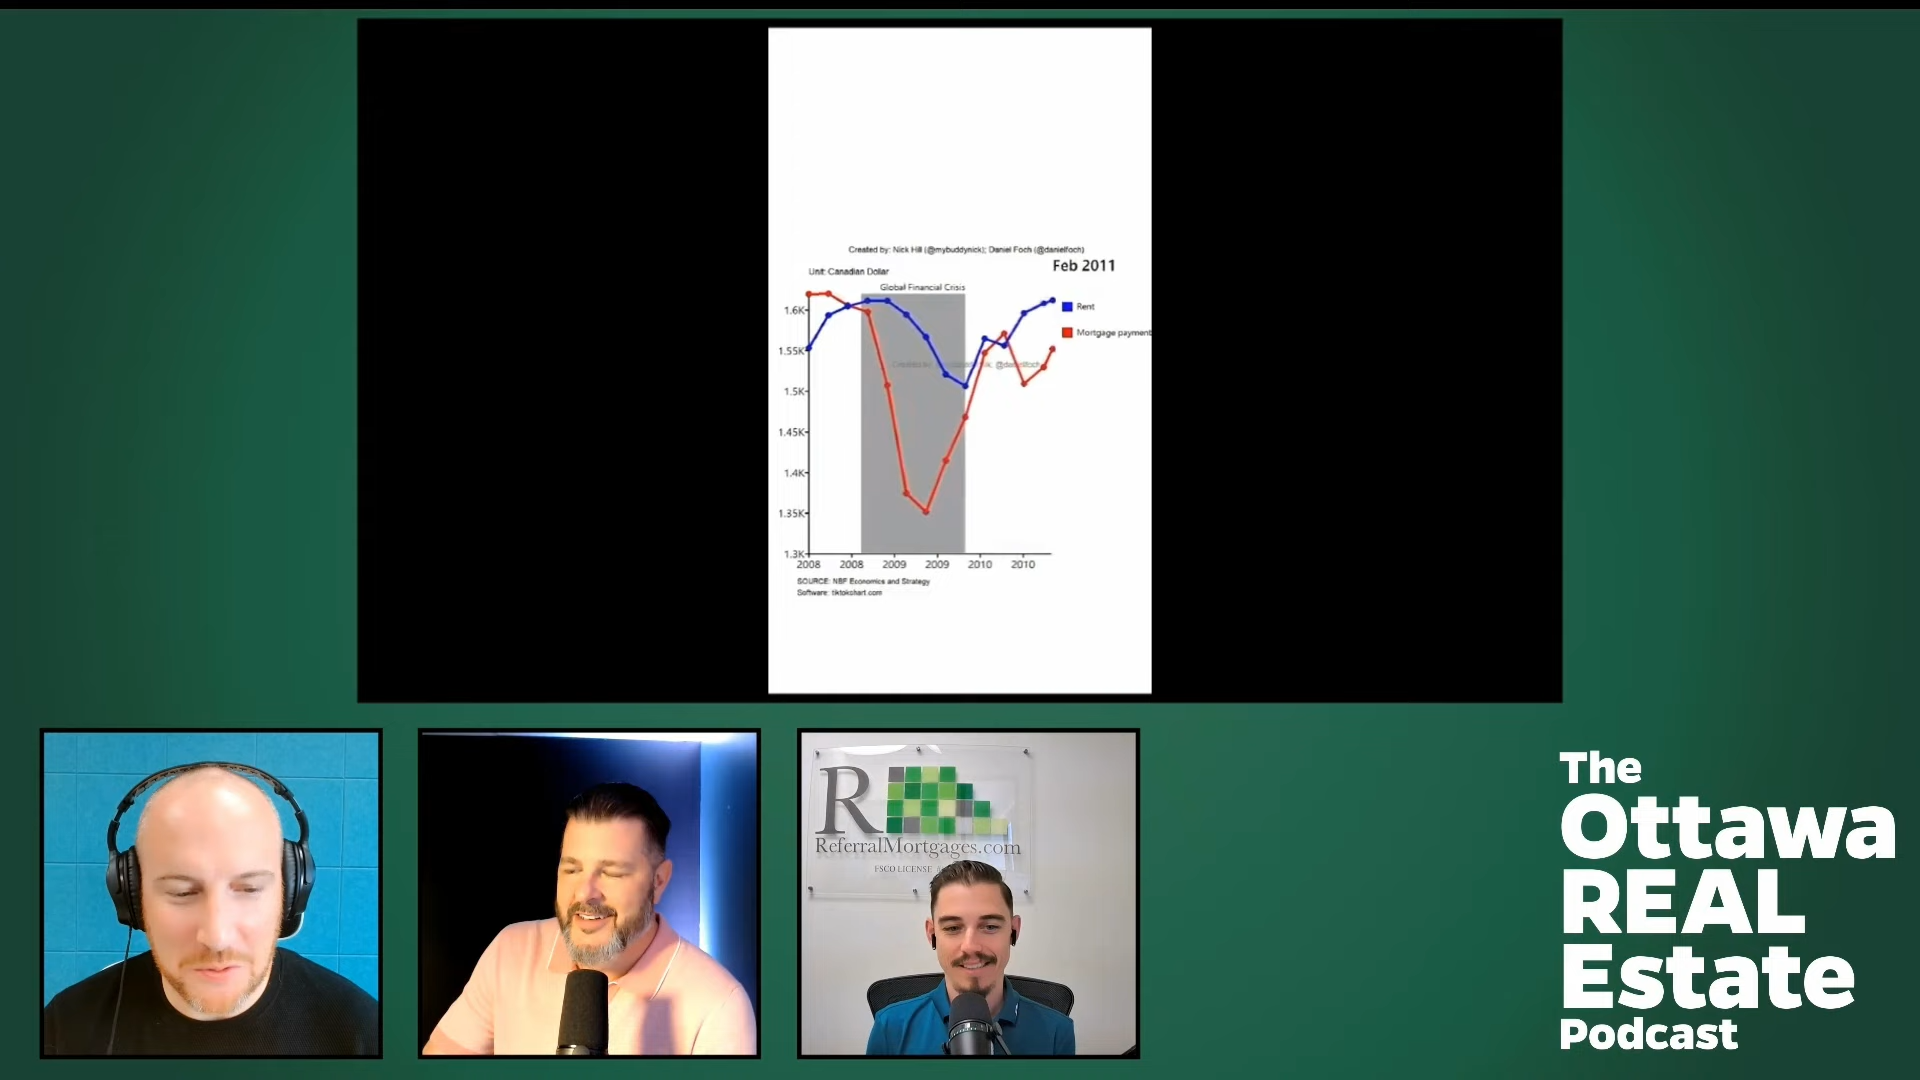 Created by: Nick Hill (@mybuddynick); Daniel Foch (@danielfoch)
Feb 2011
Unit: Canadian Dollar
Global Financial Crisis
Rent
Mortgage payment
1.6K
1.55K
1.5K
1.45K
1.4K
1.35K
1.3K
2008 2008 2009 2009 2010 2010
SOURCE: NBF Economics and Strategy
Software: tiktokchart.com
R
ReferralMortgages.com
FSCO LICENSE
The
Ottawa
REAL
Estate
Podcast